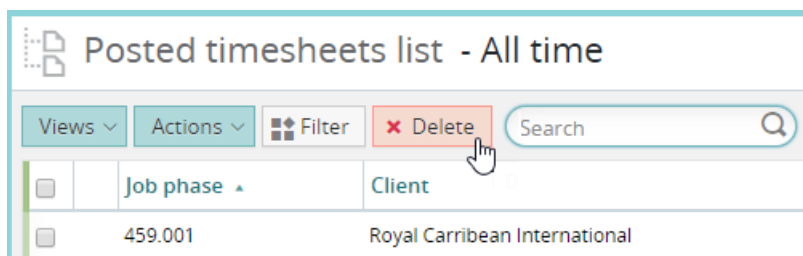 Posted timesheets list - All time
Views Actions Filter Delete Search
Job phase Client
459.001 Royal Carribean International